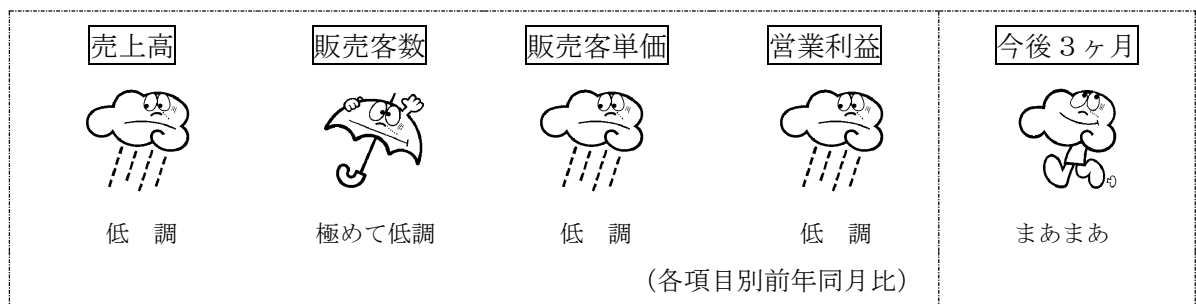 売上高 販売客数 販売客単価 営業利益 今後３ヶ月
低　調 極めて低調 低　調 低　調 まあまあ
（各項目別前年同月比）